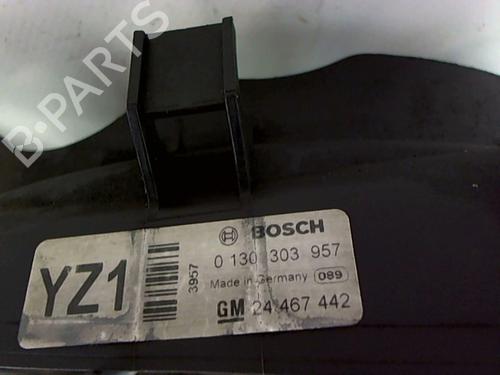 B-PARTS
YZ1
3957
BOSCH
0 130 303 957
Made in Germany 089
GM 24 467 442